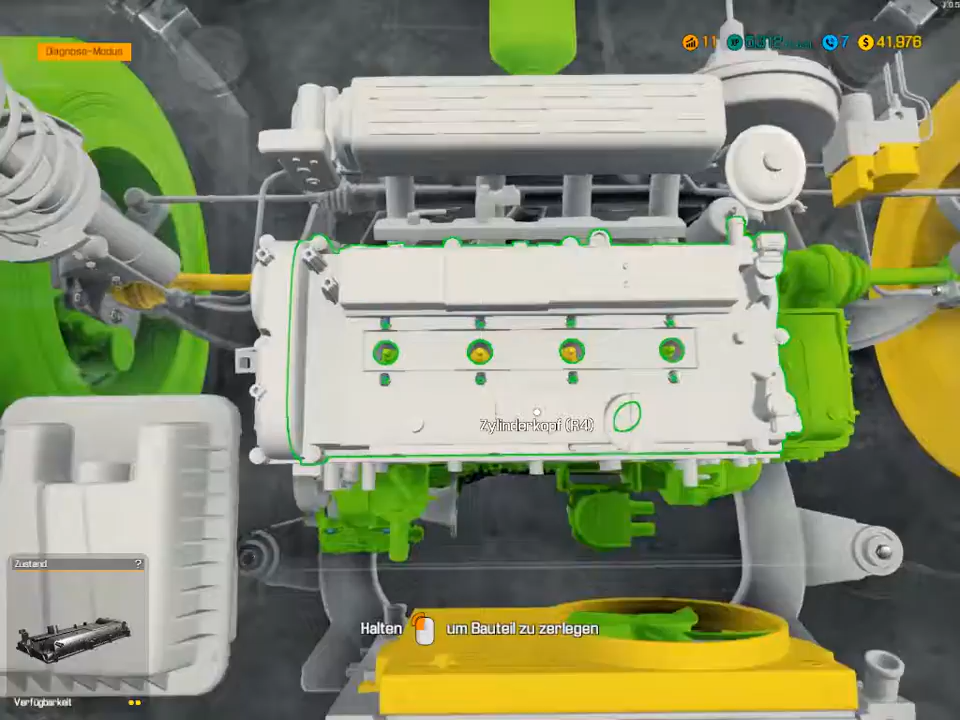 Diagnose-Modus
11
7
41,976
Zylinderkopf (R4)
Zustand ?
Halten um Bauteil zu zerlegen
Verfügbarkeit